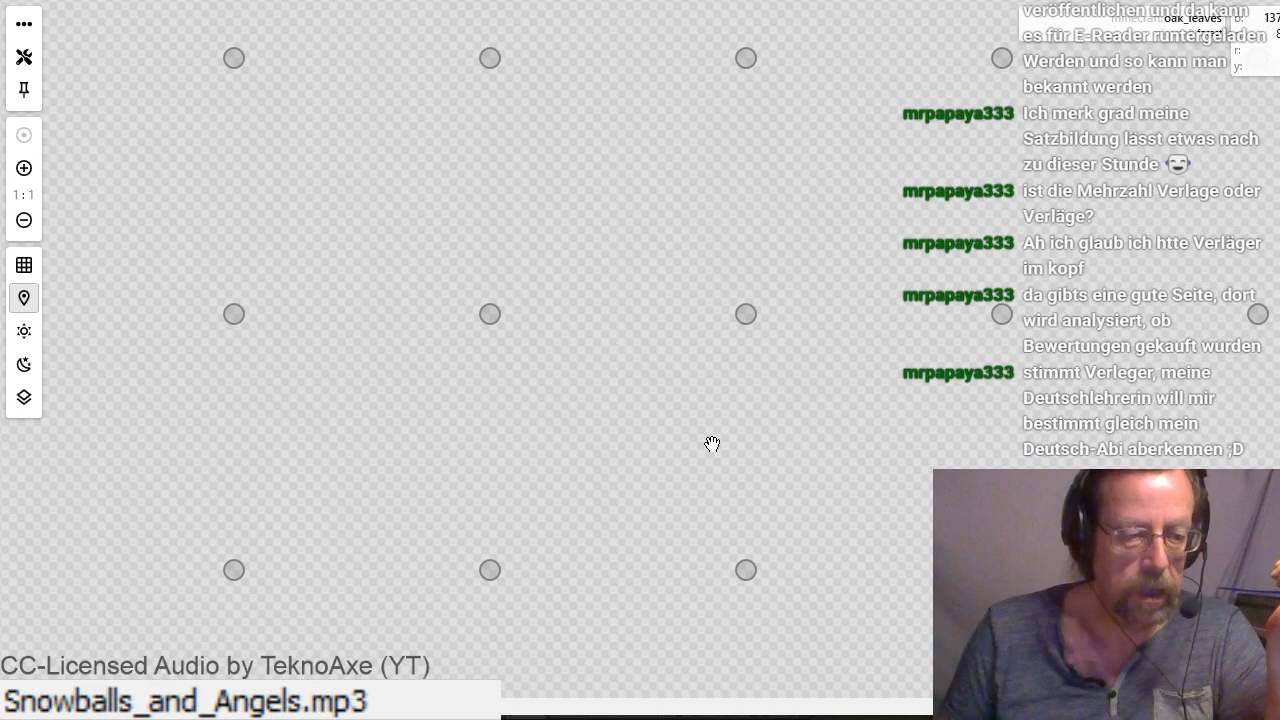 veröffentlichen und da kann
minecraft:oak_leaves
b: 137
es für E-Reader runtergeladen
r:
Werden und so kann man
y:
bekannt werden
mrpapaya333 Ich merk grad meine
Satzbildung lässt etwas nach
zu dieser Stunde
mrpapaya333 ist die Mehrzahl Verlage oder
Verläge?
mrpapaya333 Ah ich glaub ich htte Verläger
im kopf
mrpapaya333 da gibts eine gute Seite, dort
wird analysiert, ob
Bewertungen gekauft wurden
mrpapaya333 stimmt Verleger, meine
Deutschlehrerin will mir
bestimmt gleich mein
Deutsch-Abi aberkennen ;D
1 : 1
CC-Licensed Audio by TeknoAxe (YT)
Snowballs_and_Angels.mp3